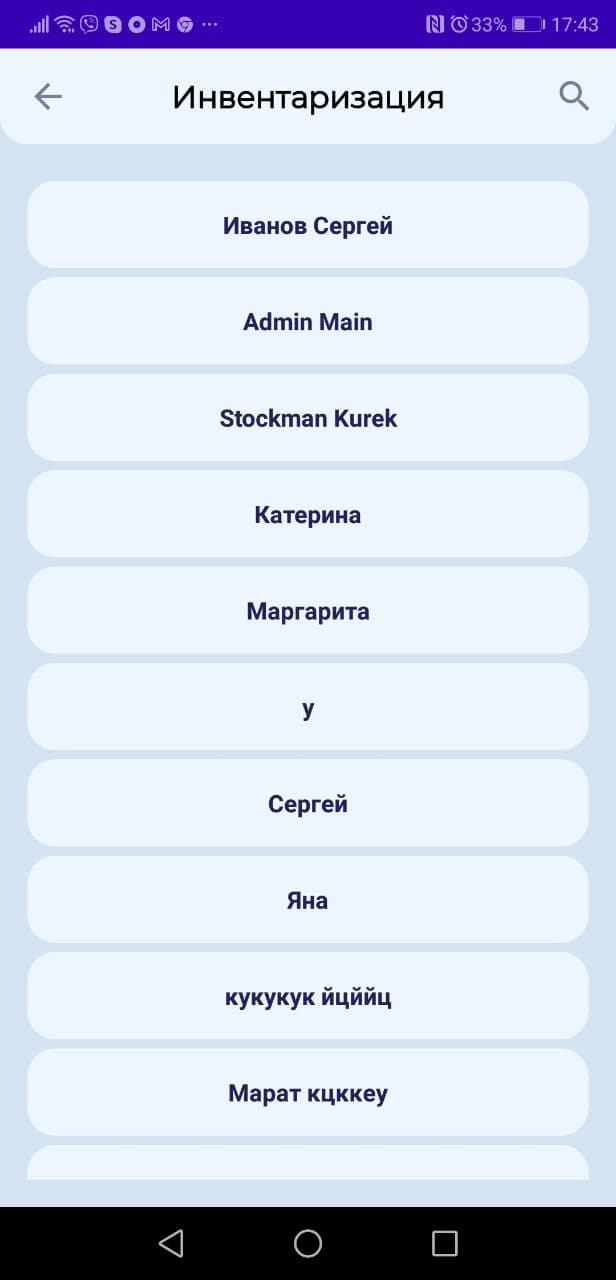 33% 17:43
Инвентаризация
Иванов Сергей
Admin Main
Stockman Kurek
Катерина
Маргарита
у
Сергей
Яна
кукукук йцййц
Марат кцккеу